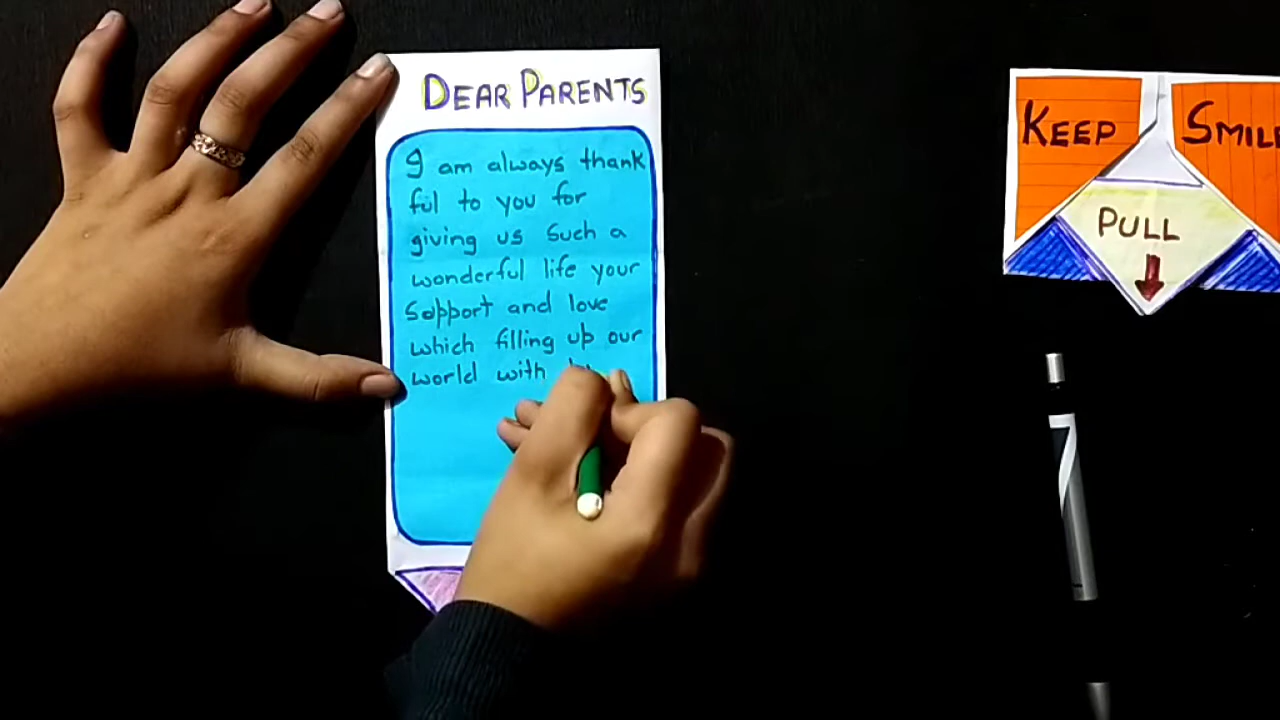 DEAR PARENTS
I am always thank
ful to you for
giving us such a
wonderful life your
Sopport and love
which filling up our
world with
KEEP SMILE
PULL